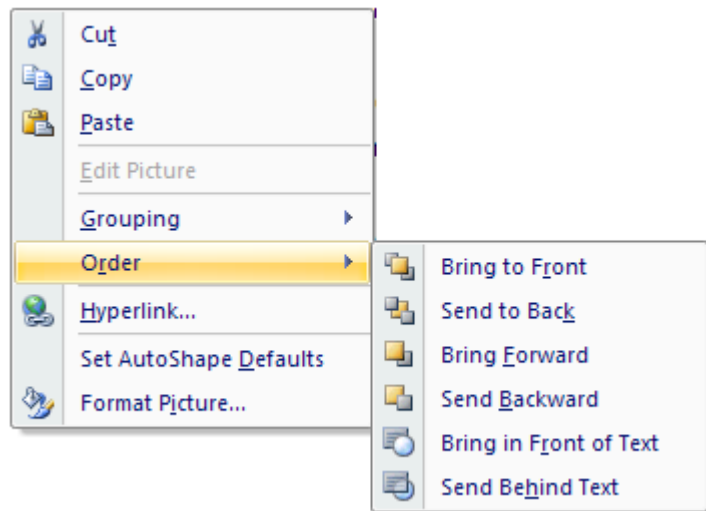 Cut
Copy
Paste
Edit Picture
Grouping
Order
Hyperlink...
Set AutoShape Defaults
Format Picture...
Bring to Front
Send to Back
Bring Forward
Send Backward
Bring in Front of Text
Send Behind Text